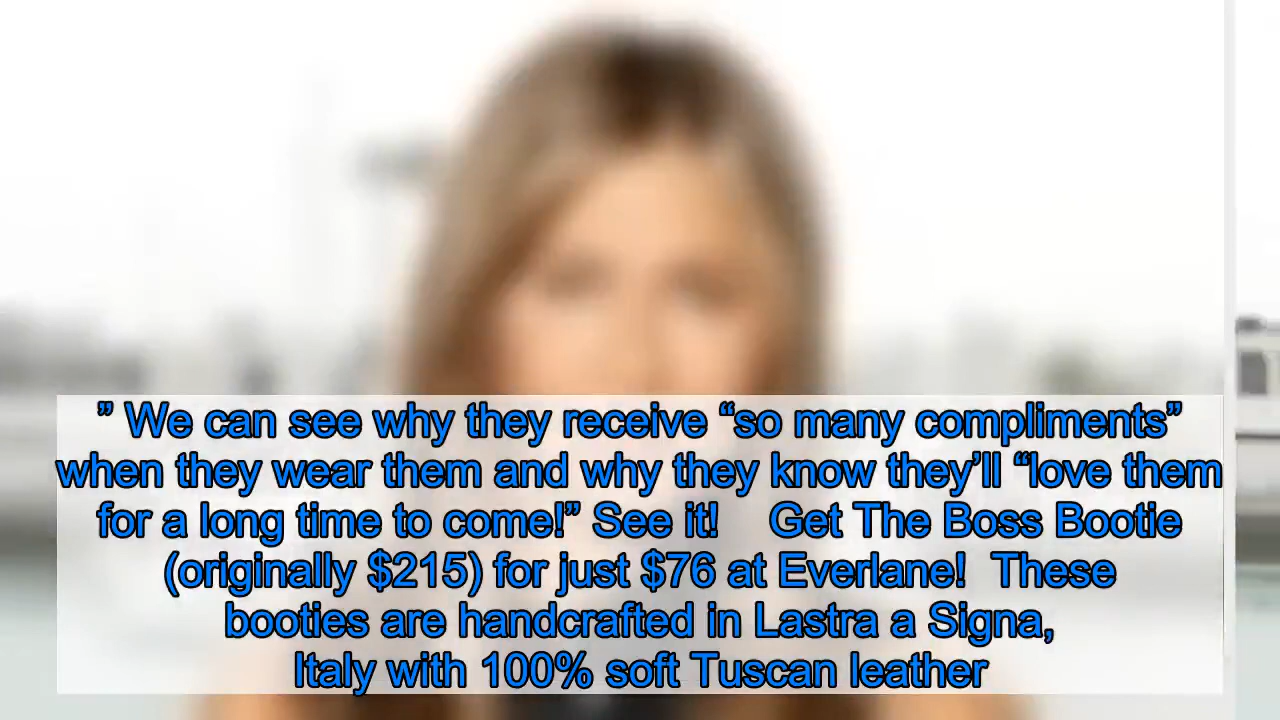 ” We can see why they receive “so many compliments”
when they wear them and why they know they’ll “love them
for a long time to come!” See it!    Get The Boss Bootie
(originally $215) for just $76 at Everlane!  These
booties are handcrafted in Lastra a Signa,
Italy with 100% soft Tuscan leather